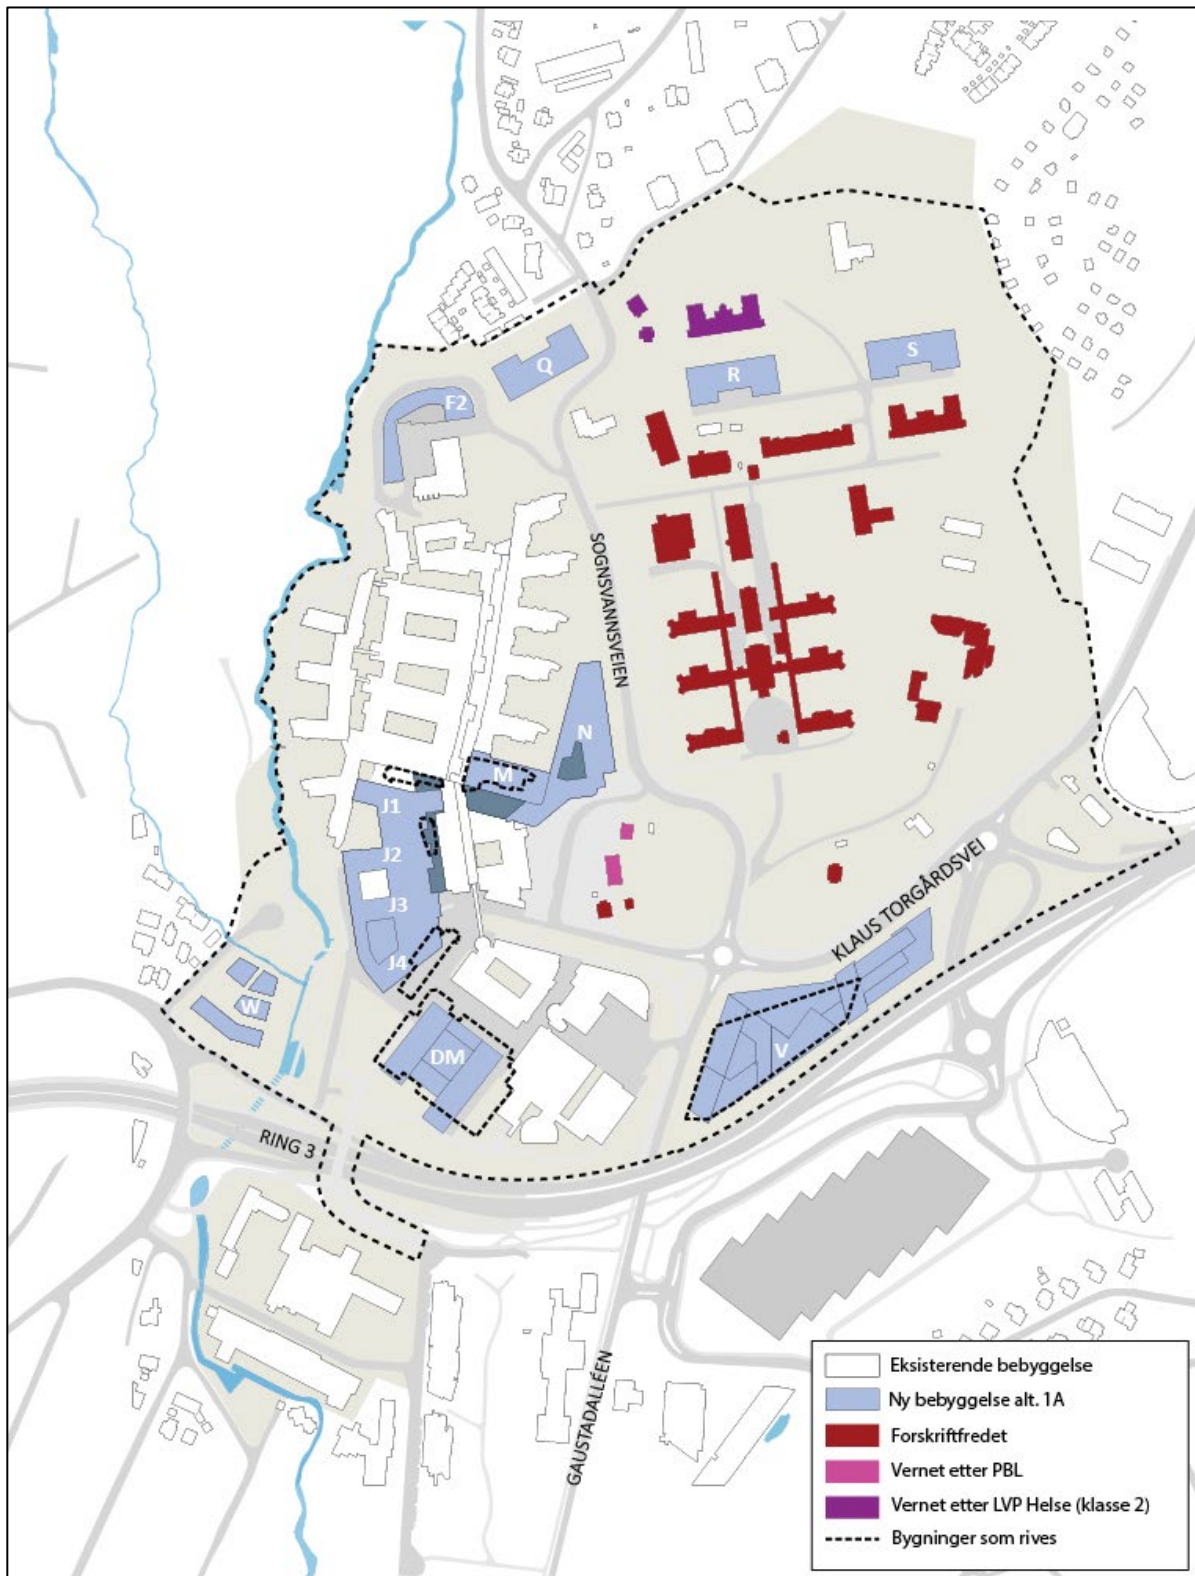 S
Q
R
F2
SOGNSVANNSVEIEN
N
M
J1
J2
J3
KLAUS TORGÅRDSVEI
J4
W
V
DM
RING 3
GAUSTADALLÉEN
Eksisterende bebyggelse
Ny bebyggelse alt. 1A
Forskriftfredet
Vernet etter PBL
Vernet etter LVP Helse (klasse 2)
Bygninger som rives